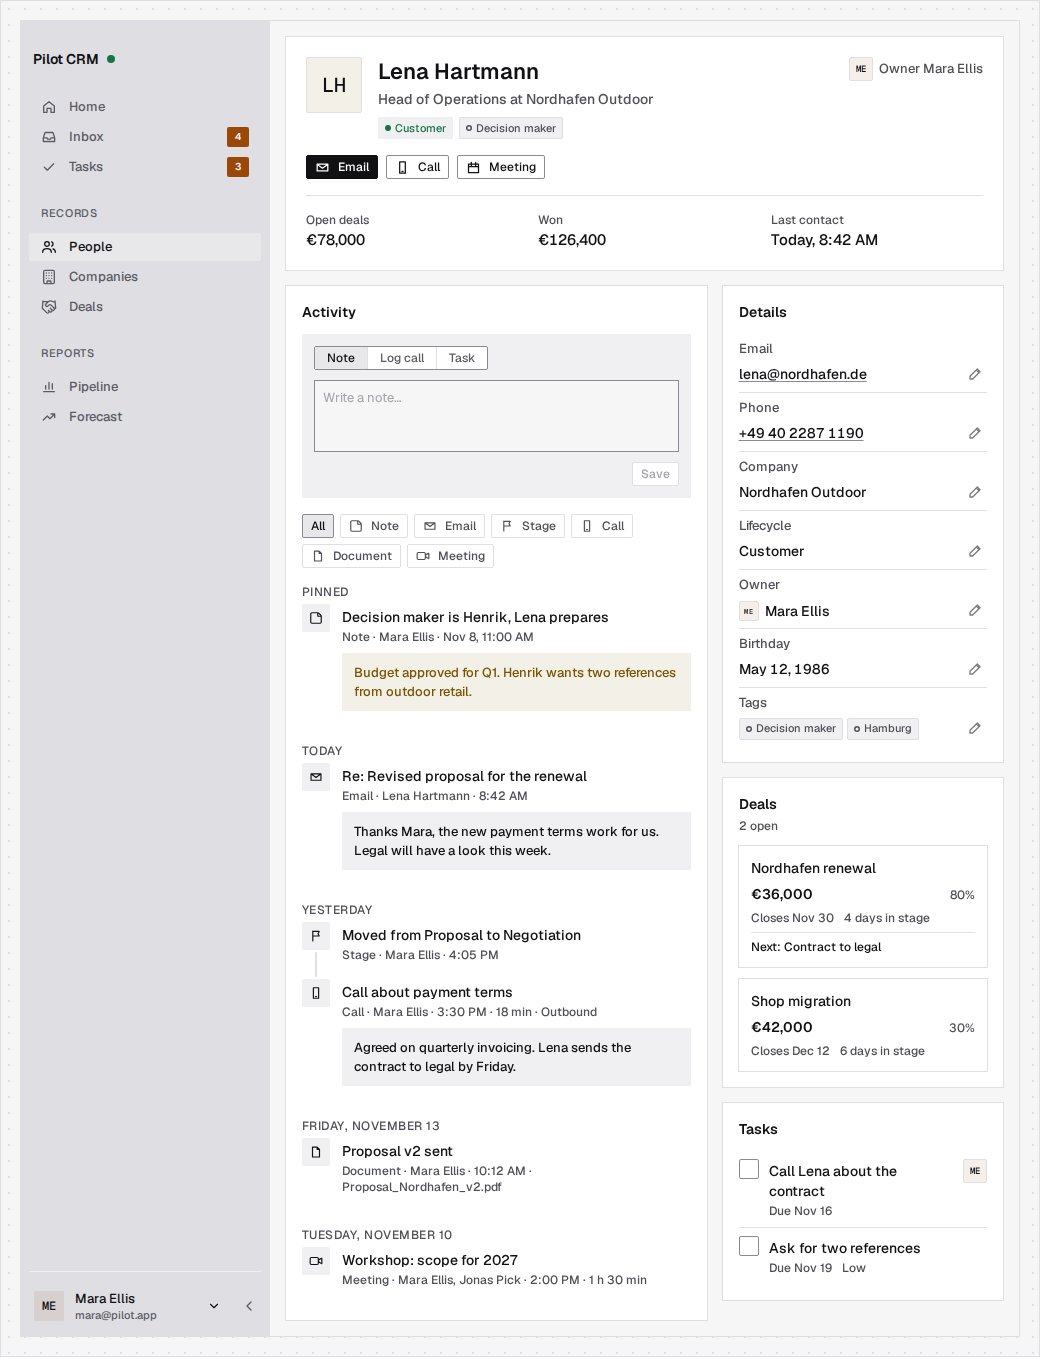 Pilot CRM
Home
Inbox 4
Tasks 3
RECORDS
People
Companies
Deals
REPORTS
Pipeline
Forecast
ME
Mara Ellis
mara@pilot.app
LH
Lena Hartmann
Head of Operations at Nordhafen Outdoor
Customer Decision maker
ME Owner Mara Ellis
Email Call Meeting
Open deals
€78,000
Won
€126,400
Last contact
Today, 8:42 AM
Activity
Note Log call Task
Write a note...
Save
All Note Email Stage Call
Document Meeting
PINNED
Decision maker is Henrik, Lena prepares
Note · Mara Ellis · Nov 8, 11:00 AM
Budget approved for Q1. Henrik wants two references
from outdoor retail.
TODAY
Re: Revised proposal for the renewal
Email · Lena Hartmann · 8:42 AM
Thanks Mara, the new payment terms work for us.
Legal will have a look this week.
YESTERDAY
Moved from Proposal to Negotiation
Stage · Mara Ellis · 4:05 PM
Call about payment terms
Call · Mara Ellis · 3:30 PM · 18 min · Outbound
Agreed on quarterly invoicing. Lena sends the
contract to legal by Friday.
FRIDAY, NOVEMBER 13
Proposal v2 sent
Document · Mara Ellis · 10:12 AM ·
Proposal_Nordhafen_v2.pdf
TUESDAY, NOVEMBER 10
Workshop: scope for 2027
Meeting · Mara Ellis, Jonas Pick · 2:00 PM · 1 h 30 min
Details
Email
lena@nordhafen.de
Phone
+49 40 2287 1190
Company
Nordhafen Outdoor
Lifecycle
Customer
Owner
ME Mara Ellis
Birthday
May 12, 1986
Tags
Decision maker Hamburg
Deals
2 open
Nordhafen renewal
€36,000 80%
Closes Nov 30 4 days in stage
Next: Contract to legal
Shop migration
€42,000 30%
Closes Dec 12 6 days in stage
Tasks
Call Lena about the
contract
ME
Due Nov 16
Ask for two references
Due Nov 19 Low